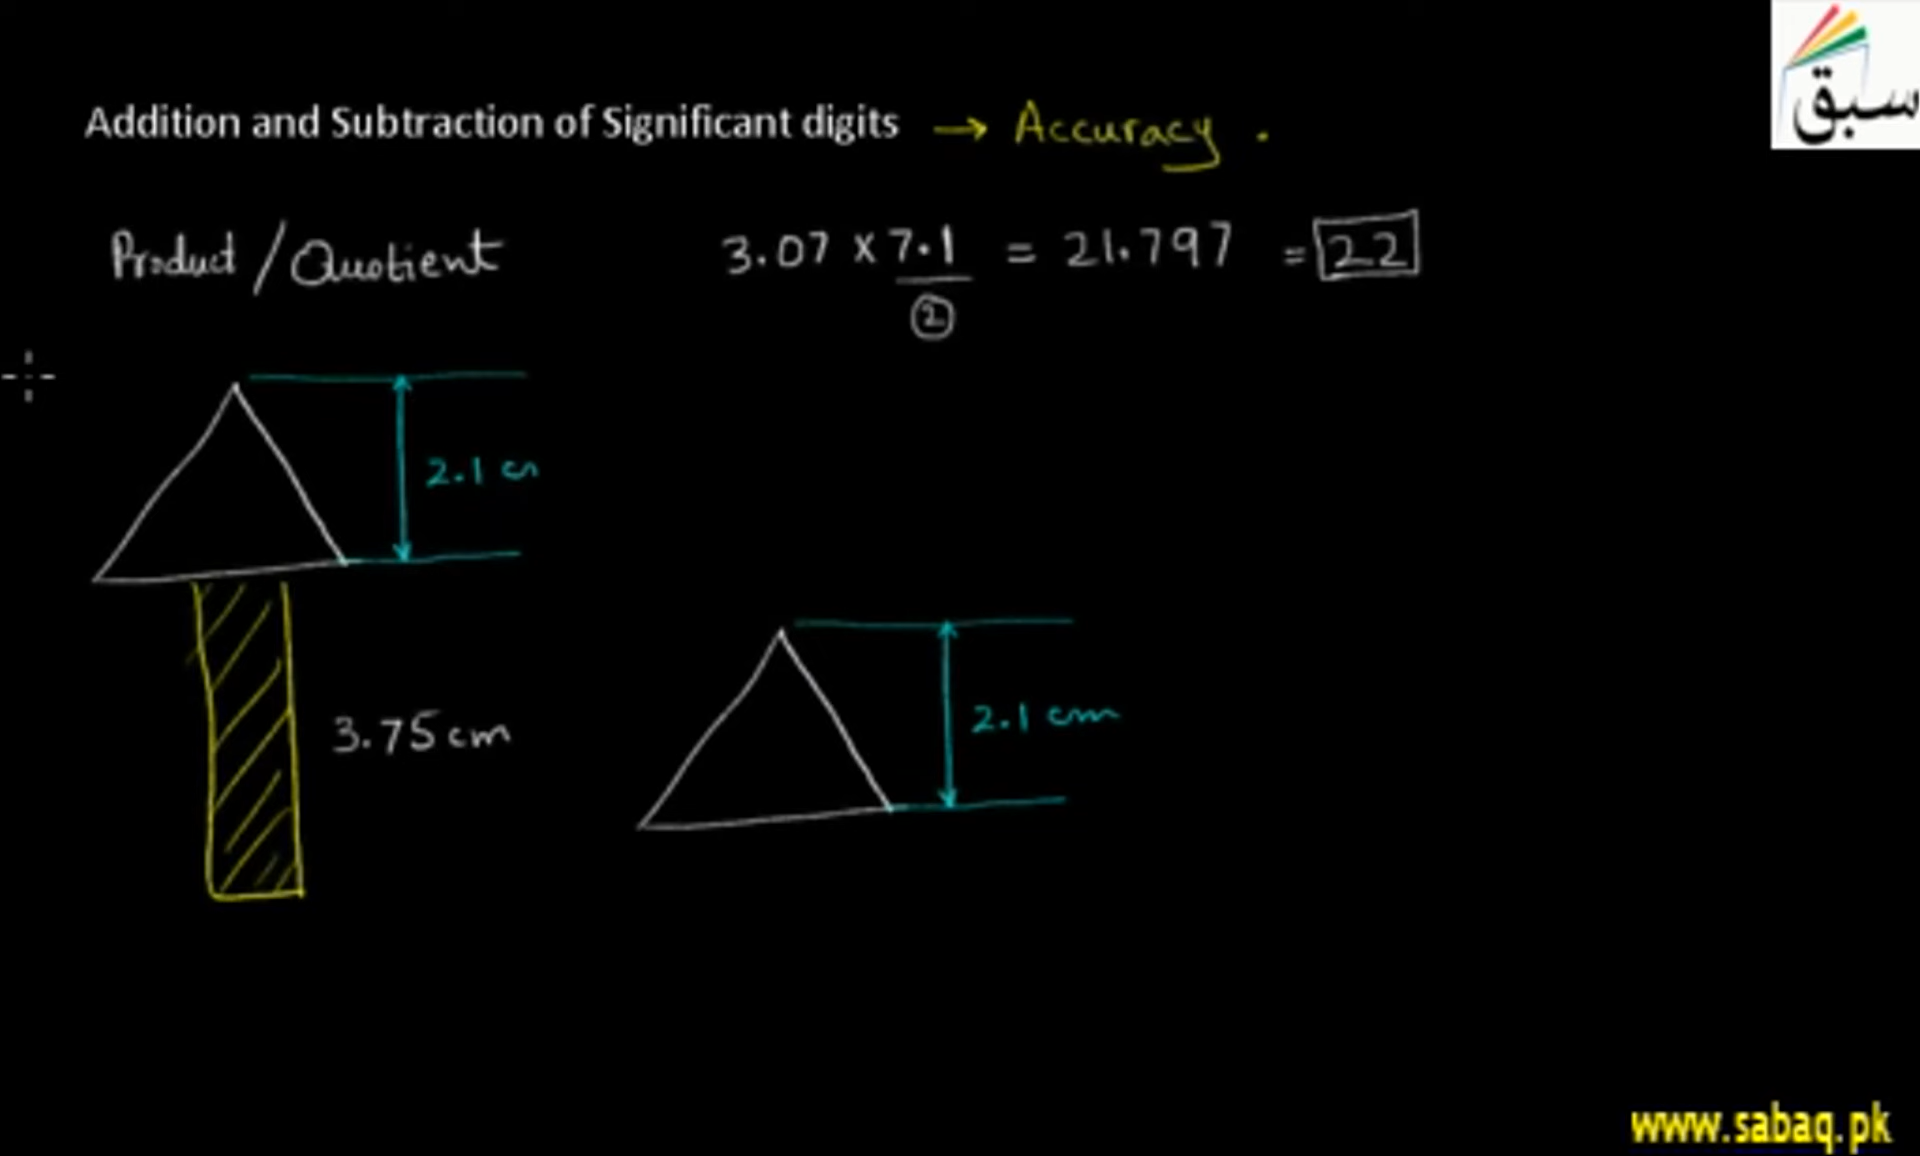 سبق
Addition and Subtraction of Significant digits → Accuracy.
Product / Quotient
3.07 x 7.1 = 21.797 = 22
2
2.1 cm
3.75 cm
2.1 cm
www.sabaq.pk